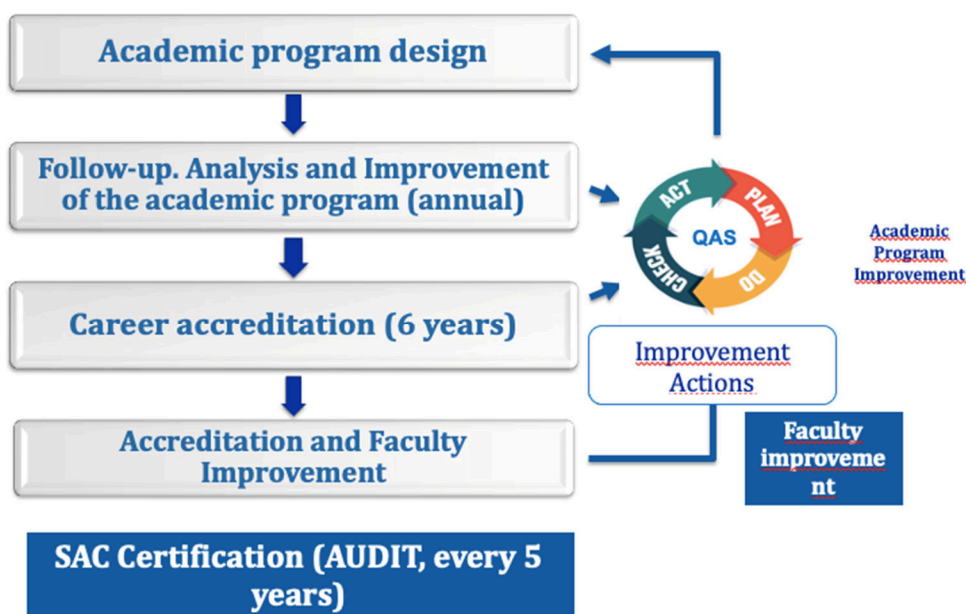 Academic program design
Follow-up. Analysis and Improvement
of the academic program (annual)
Career accreditation (6 years)
Accreditation and Faculty
Improvement
SAC Certification (AUDIT, every 5
years)
ACT
PLAN
DO
CHECK
QAS
Academic
Program
Improvement
Improvement
Actions
Faculty
improveme
nt